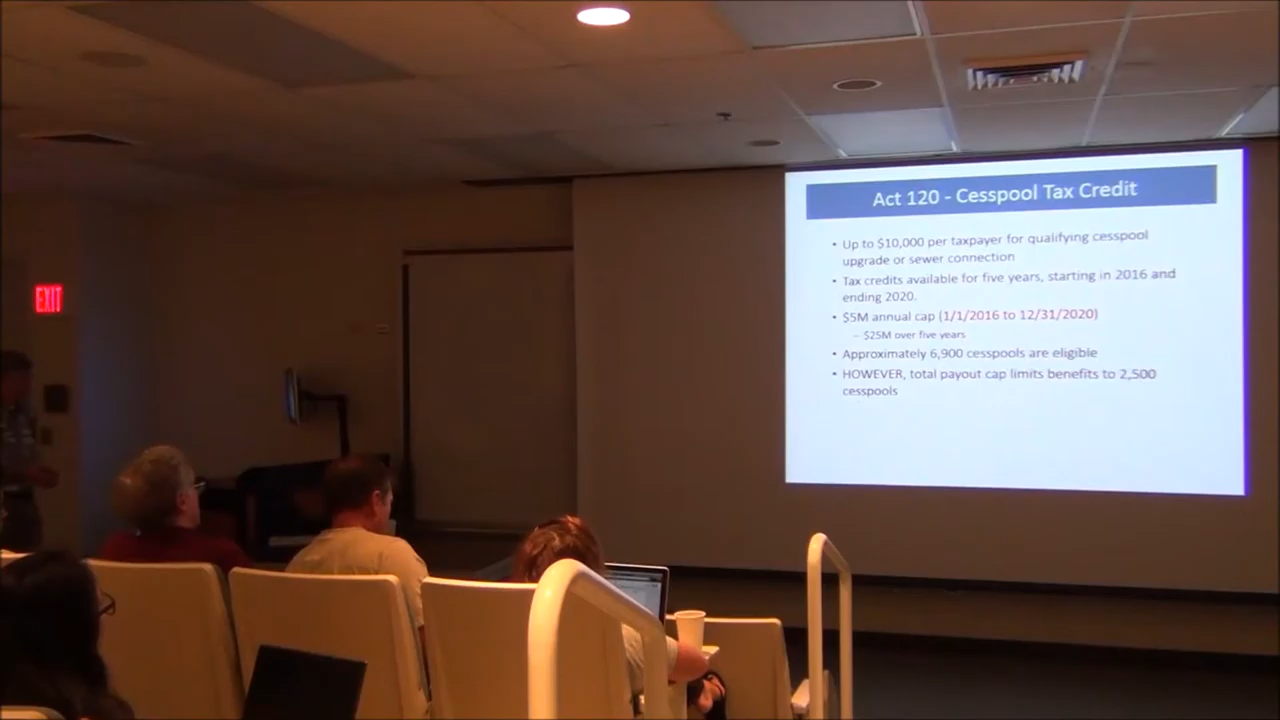 Act 120 - Cesspool Tax Credit
• Up to $10,000 per taxpayer for qualifying cesspool
upgrade or sewer connection
• Tax credits available for five years, starting in 2016 and
ending 2020.
• $5M annual cap (1/1/2016 to 12/31/2020)
– $25M over five years
• Approximately 6,900 cesspools are eligible
• HOWEVER, total payout cap limits benefits to 2,500
cesspools
EXIT